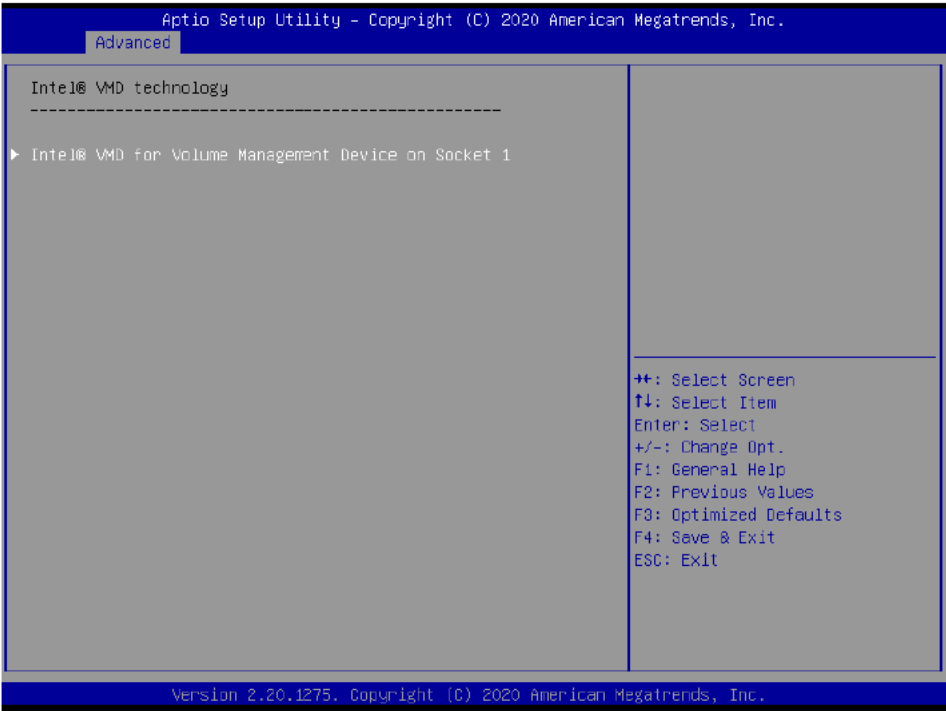 Aptio Setup Utility – Copyright (C) 2020 American Megatrends, Inc.
Advanced
Intel® VMD technology
--------------------------------------------------
▶ Intel® VMD for Volume Management Device on Socket 1
→←: Select Screen
↑↓: Select Item
Enter: Select
+/-: Change Opt.
F1: General Help
F2: Previous Values
F3: Optimized Defaults
F4: Save & Exit
ESC: Exit
Version 2.20.1275. Copyright (C) 2020 American Megatrends, Inc.